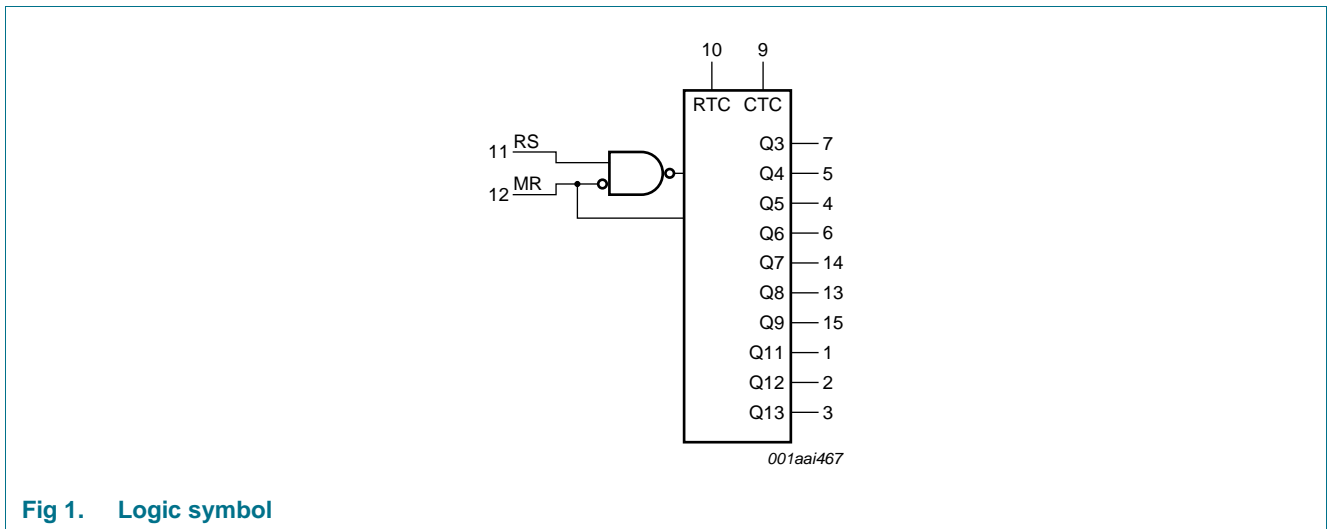 10 9
RTC CTC
11 RS
12 MR
Q3 7
Q4 5
Q5 4
Q6 6
Q7 14
Q8 13
Q9 15
Q11 1
Q12 2
Q13 3
001aai467
Fig 1. Logic symbol